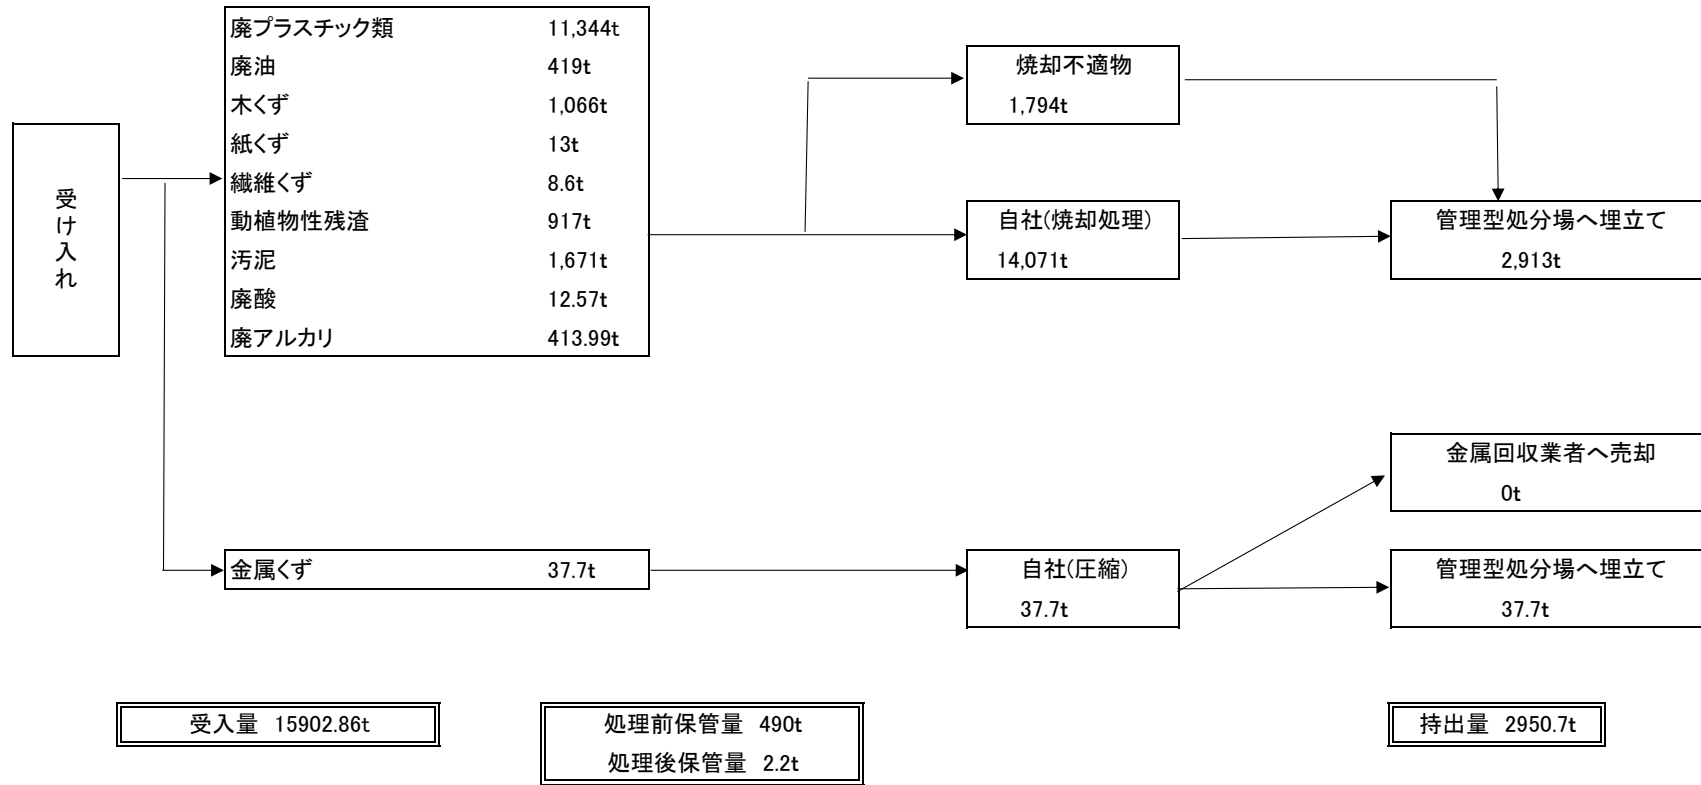 受け入れ
廃プラスチック類 11,344t
廃油 419t
木くず 1,066t
紙くず 13t
繊維くず 8.6t
動植物性残渣 917t
汚泥 1,671t
廃酸 12.57t
廃アルカリ 413.99t
焼却不適物
1,794t
自社(焼却処理)
14,071t
管理型処分場へ埋立て
2,913t
金属くず 37.7t
自社(圧縮)
37.7t
金属回収業者へ売却
0t
管理型処分場へ埋立て
37.7t
受入量 15902.86t
処理前保管量 490t
処理後保管量 2.2t
持出量 2950.7t